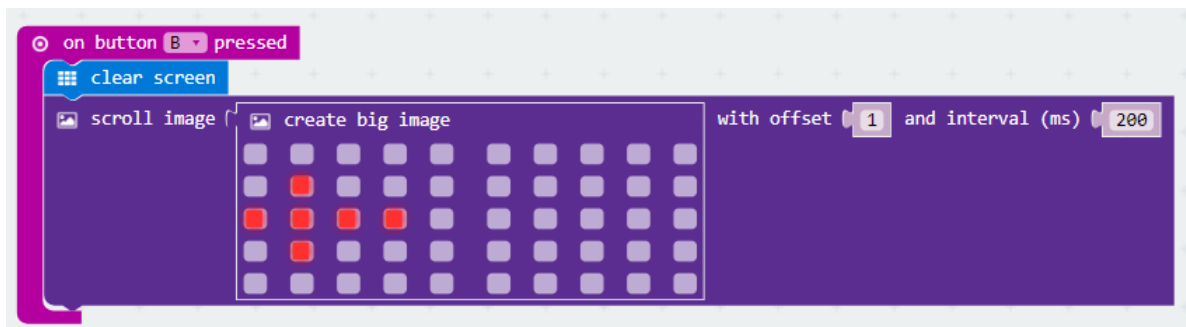 on button B pressed
clear screen
scroll image create big image with offset 1 and interval (ms) 200